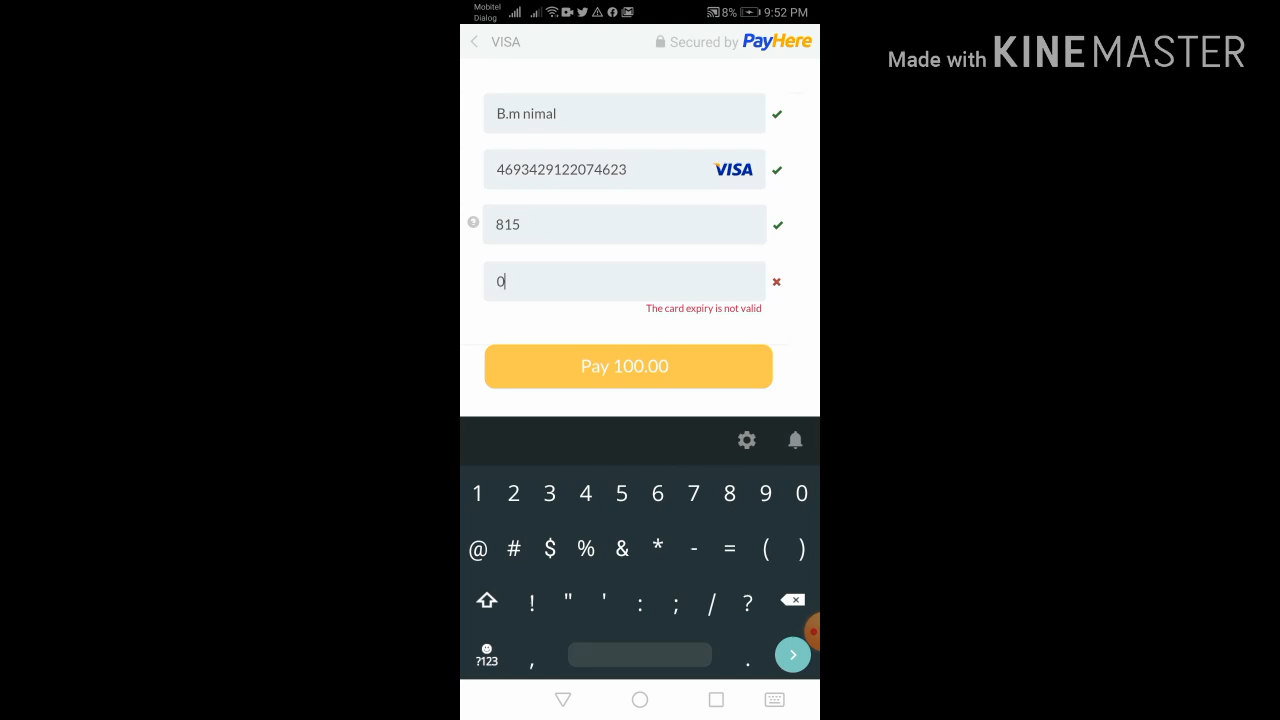 Mobitel
Dialog
8% 9:52 PM
VISA Secured by PayHere
Made with KINEMASTER
B.m nimal
4693429122074623 VISA
815
0
The card expiry is not valid
Pay 100.00
1 2 3 4 5 6 7 8 9 0
@ # $ % & * - = ( )
! " ' : ; / ?
?123 , .